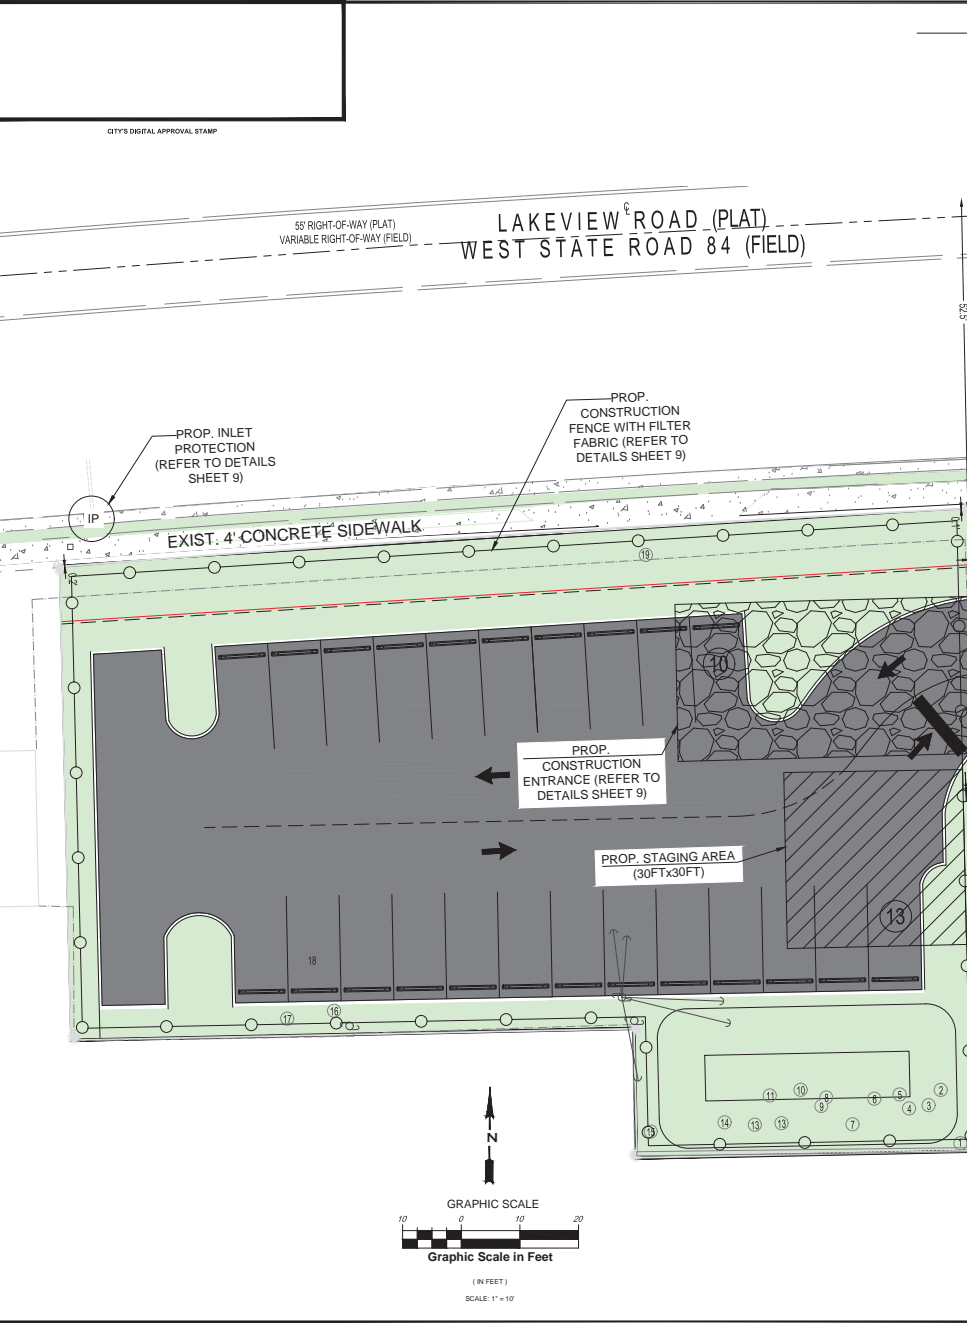 CITY'S DIGITAL APPROVAL STAMP
55' RIGHT-OF-WAY (PLAT)
VARIABLE RIGHT-OF-WAY (FIELD)
LAKEVIEW ROAD (PLAT)
WEST STATE ROAD 84 (FIELD)
52.5'
PROP.
CONSTRUCTION
FENCE WITH FILTER
FABRIC (REFER TO
DETAILS SHEET 9)
PROP. INLET
PROTECTION
(REFER TO DETAILS
SHEET 9)
IP
EXIST. 4' CONCRETE SIDEWALK
19
10
PROP.
CONSTRUCTION
ENTRANCE (REFER TO
DETAILS SHEET 9)
PROP. STAGING AREA
(30FTx30FT)
13
18
17
16
11
10
9
8
6
5
4
3
2
14
13
13
7
15
1
N
GRAPHIC SCALE
10 0 10 20
Graphic Scale in Feet
( IN FEET )
SCALE: 1" = 10'